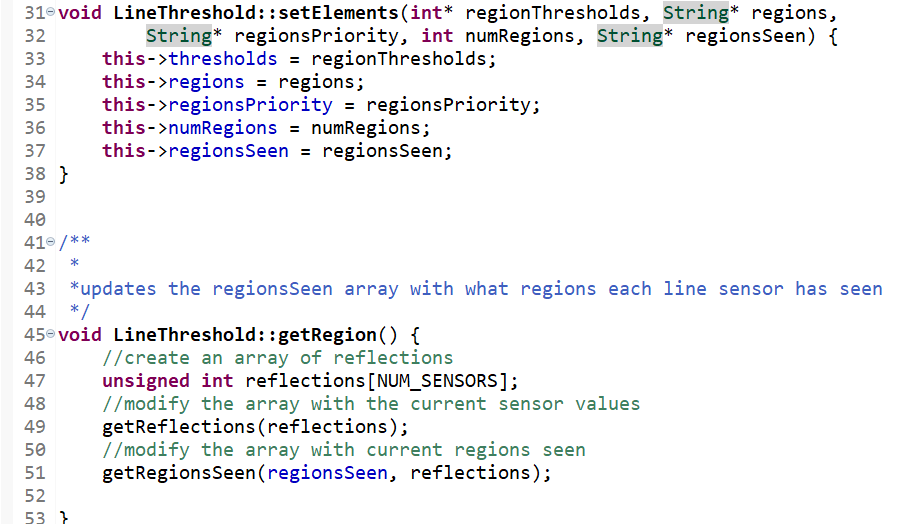 31 void LineThreshold::setElements(int* regionThresholds, String* regions,
32         String* regionsPriority, int numRegions, String* regionsSeen) {
33     this->thresholds = regionThresholds;
34     this->regions = regions;
35     this->regionsPriority = regionsPriority;
36     this->numRegions = numRegions;
37     this->regionsSeen = regionsSeen;
38 }
39
40
41 /**
42  *
43  *updates the regionsSeen array with what regions each line sensor has seen
44  */
45 void LineThreshold::getRegion() {
46     //create an array of reflections
47     unsigned int reflections[NUM_SENSORS];
48     //modify the array with the current sensor values
49     getReflections(reflections);
50     //modify the array with current regions seen
51     getRegionsSeen(regionsSeen, reflections);
52
53 }